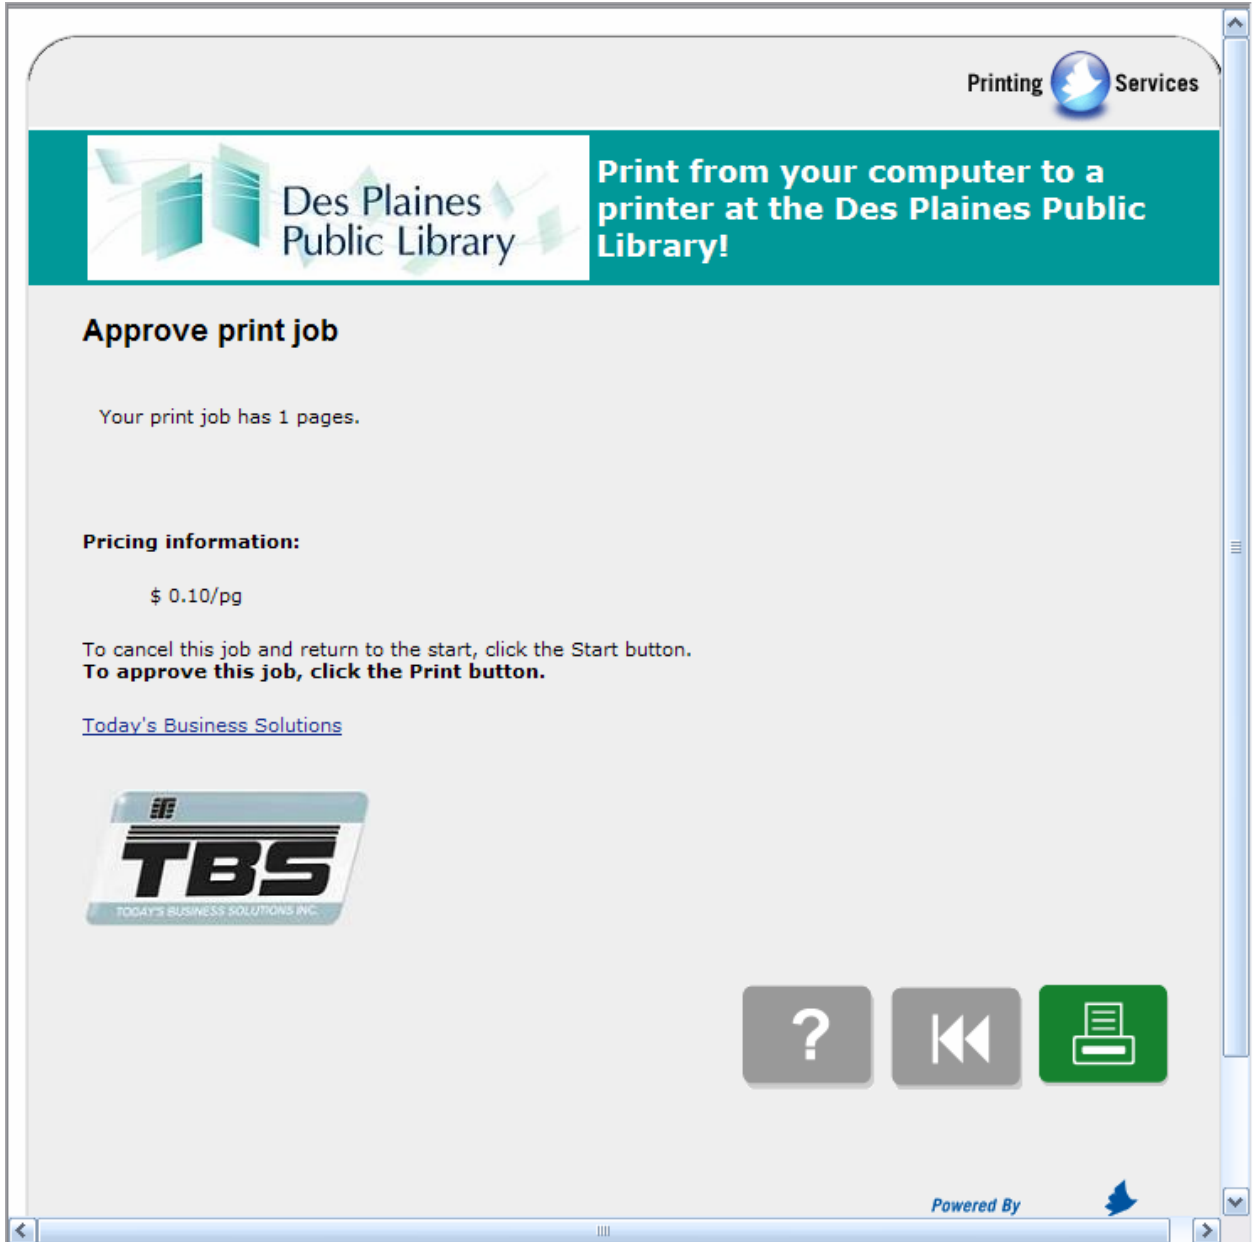 Printing Services
Des Plaines
Public Library
Print from your computer to a
printer at the Des Plaines Public
Library!
Approve print job
Your print job has 1 pages.
Pricing information:
$ 0.10/pg
To cancel this job and return to the start, click the Start button.
To approve this job, click the Print button.
Today's Business Solutions
TBS
TODAY'S BUSINESS SOLUTIONS INC.
?
Powered By